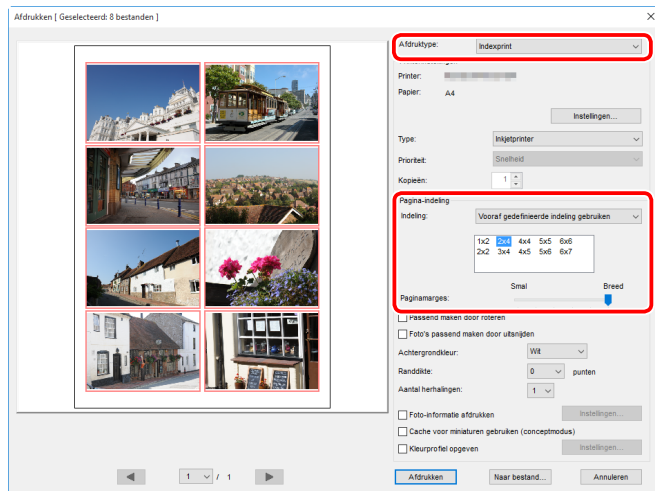 Afdrukken [ Geselecteerd: 8 bestanden ]
Afdruktype: Indexprint
Printer:
Papier: A4
Instellingen...
Type: Inkjetprinter
Prioriteit: Snelheid
Kopieën: 1
Pagina-indeling
Indeling: Vooraf gedefinieerde indeling gebruiken
1x2 2x4 4x4 5x5 6x6
2x2 3x4 4x5 5x6 6x7
Smal Breed
Paginamarges:
Passend maken door roteren
Foto's passend maken door uitsnijden
Achtergrondkleur: Wit
Randdikte: 0 punten
Aantal herhalingen: 1
Foto-informatie afdrukken Instellingen...
Cache voor miniaturen gebruiken (conceptmodus)
Kleurprofiel opgeven Instellingen...
1 / 1
Afdrukken Naar bestand... Annuleren